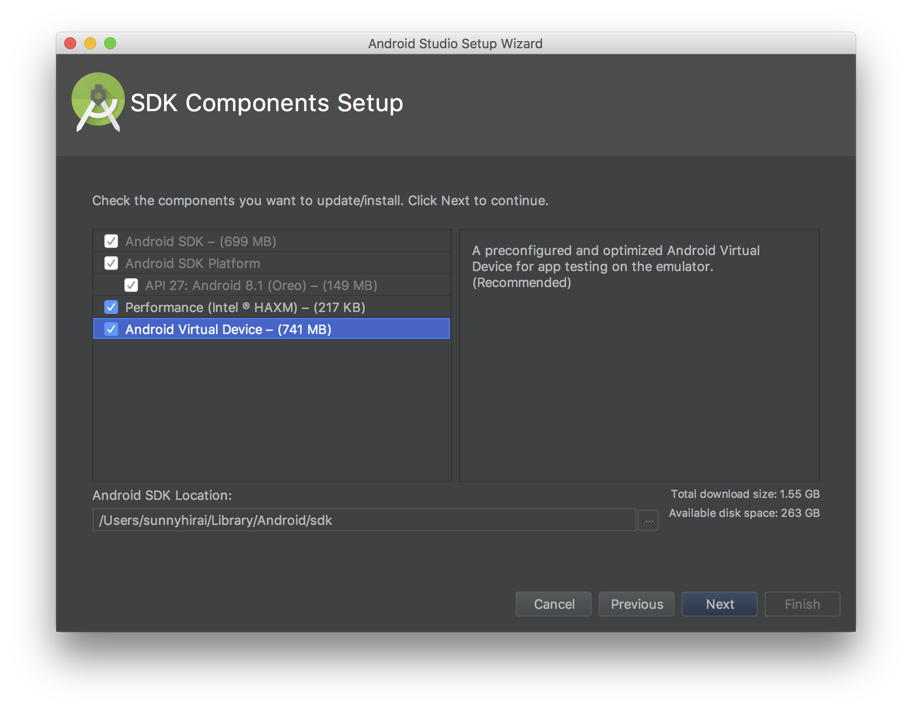 Android Studio Setup Wizard
SDK Components Setup
Check the components you want to update/install. Click Next to continue.
Android SDK – (699 MB)
Android SDK Platform
API 27: Android 8.1 (Oreo) – (149 MB)
Performance (Intel ® HAXM) – (217 KB)
Android Virtual Device – (741 MB)
A preconfigured and optimized Android Virtual
Device for app testing on the emulator.
(Recommended)
Android SDK Location:
/Users/sunnyhirai/Library/Android/sdk
...
Total download size: 1.55 GB
Available disk space: 263 GB
Cancel
Previous
Next
Finish